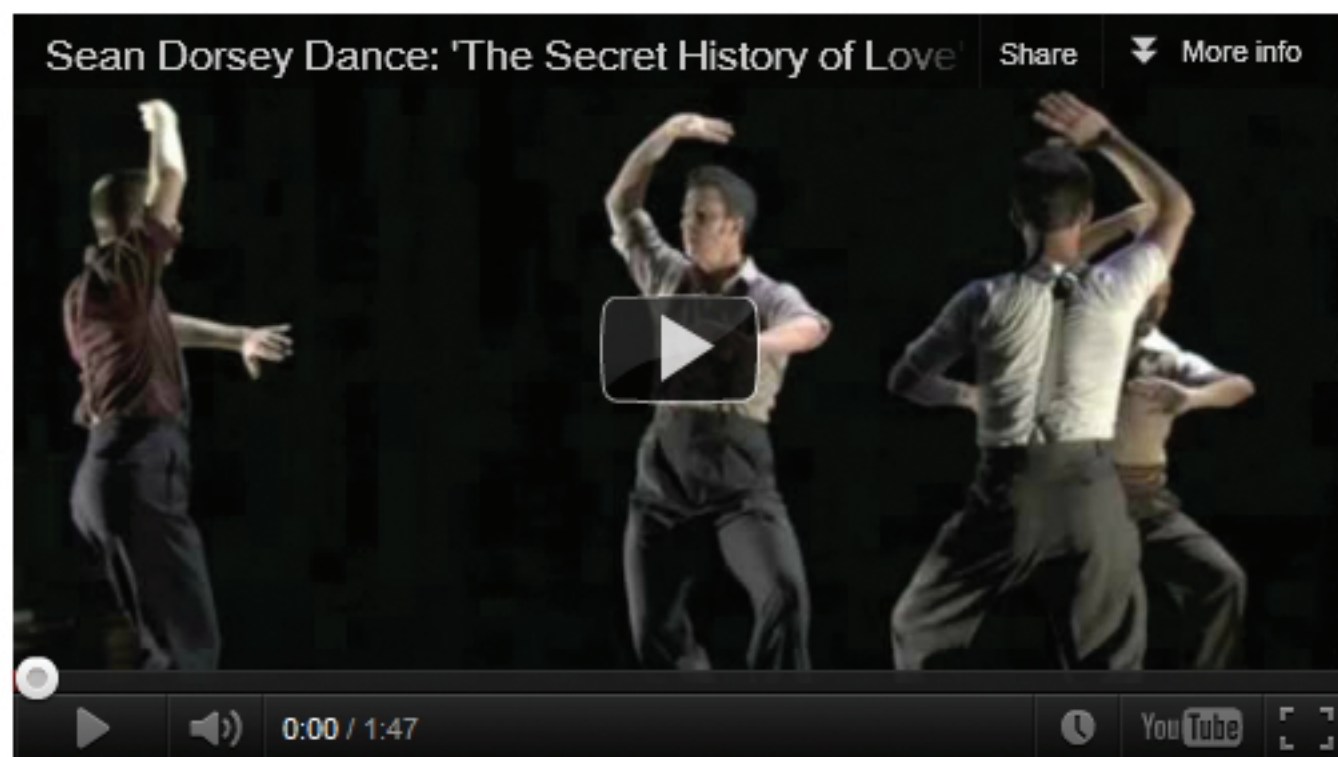 Sean Dorsey Dance: 'The Secret History of Love' Share More info
0:00 / 1:47 YouTube